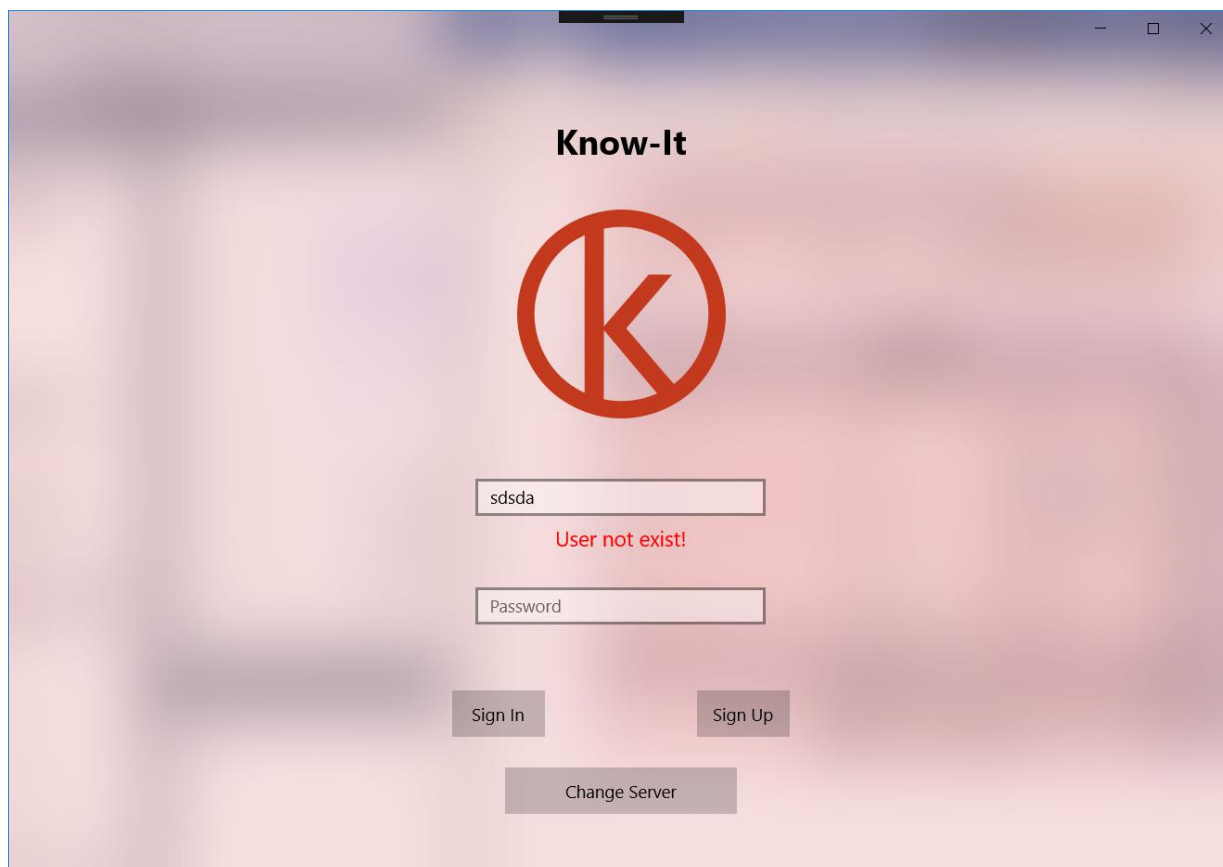 Know-It
sdsda
User not exist!
Password
Sign In
Sign Up
Change Server